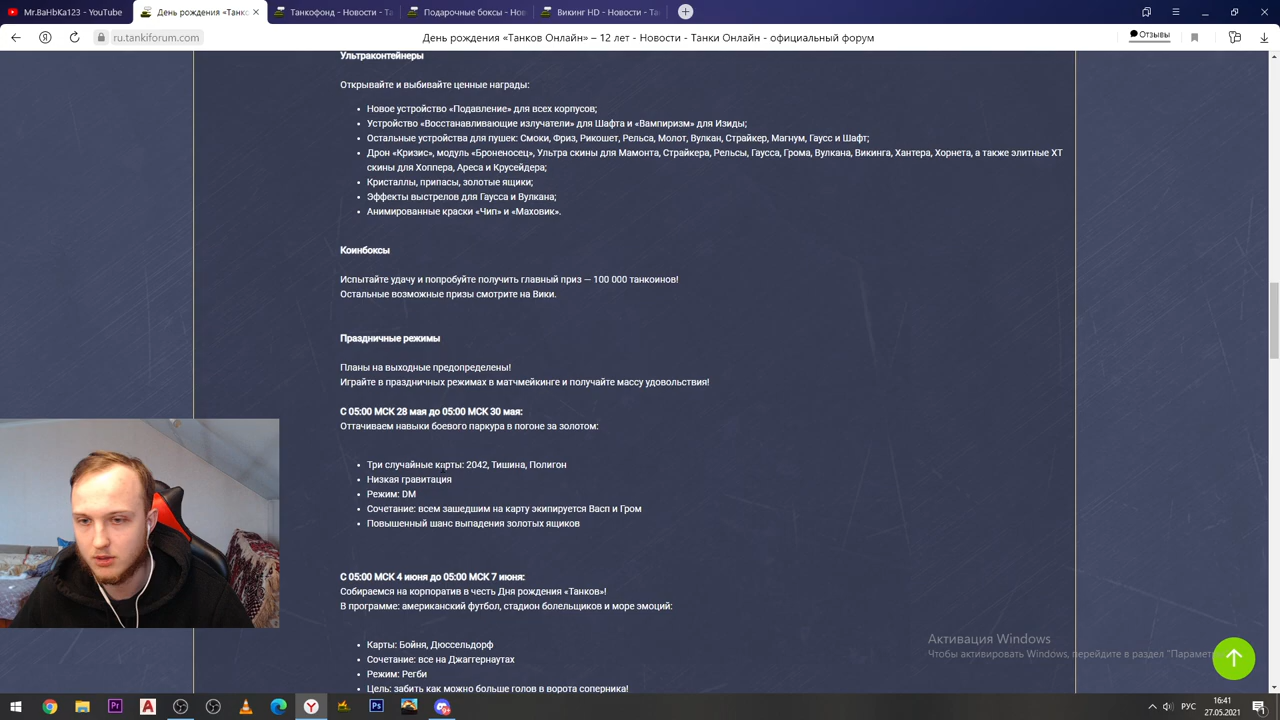 Mr.BaHbKa123 - YouTube
День рождения «Танко
Танкофонд - Новости - Та
Подарочные боксы - Нов
Викинг HD - Новости - Тан
ru.tankiforum.com
День рождения «Танков Онлайн» – 12 лет - Новости - Танки Онлайн - официальный форум
Отзывы
Ультраконтейнеры
Открывайте и выбивайте ценные награды:
Новое устройство «Подавление» для всех корпусов;
Устройство «Восстанавливающие излучатели» для Шафта и «Вампиризм» для Изиды;
Остальные устройства для пушек: Смоки, Фриз, Рикошет, Рельса, Молот, Вулкан, Страйкер, Магнум, Гаусс и Шафт;
Дрон «Кризис», модуль «Броненосец», Ультра скины для Мамонта, Страйкера, Рельсы, Гаусса, Грома, Вулкана, Викинга, Хантера, Хорнета, а также элитные XT
скины для Хоппера, Ареса и Крусейдера;
Кристаллы, припасы, золотые ящики;
Эффекты выстрелов для Гаусса и Вулкана;
Анимированные краски «Чип» и «Маховик».
Коинбоксы
Испытайте удачу и попробуйте получить главный приз — 100 000 танкоинов!
Остальные возможные призы смотрите на Вики.
Праздничные режимы
Планы на выходные предопределены!
Играйте в праздничных режимах в матчмейкинге и получайте массу удовольствия!
С 05:00 МСК 28 мая до 05:00 МСК 30 мая:
Оттачиваем навыки боевого паркура в погоне за золотом:
Три случайные карты: 2042, Тишина, Полигон
Низкая гравитация
Режим: DM
Сочетание: всем зашедшим на карту экипируется Васп и Гром
Повышенный шанс выпадения золотых ящиков
С 05:00 МСК 4 июня до 05:00 МСК 7 июня:
Собираемся на корпоратив в честь Дня рождения «Танков»!
В программе: американский футбол, стадион болельщиков и море эмоций:
Карты: Бойня, Дюссельдорф
Сочетание: все на Джаггернаутах
Режим: Регби
Цель: забить как можно больше голов в ворота соперника!
Активация Windows
Чтобы активировать Windows, перейдите в раздел "Парамет
РУС
16:41
27.05.2021